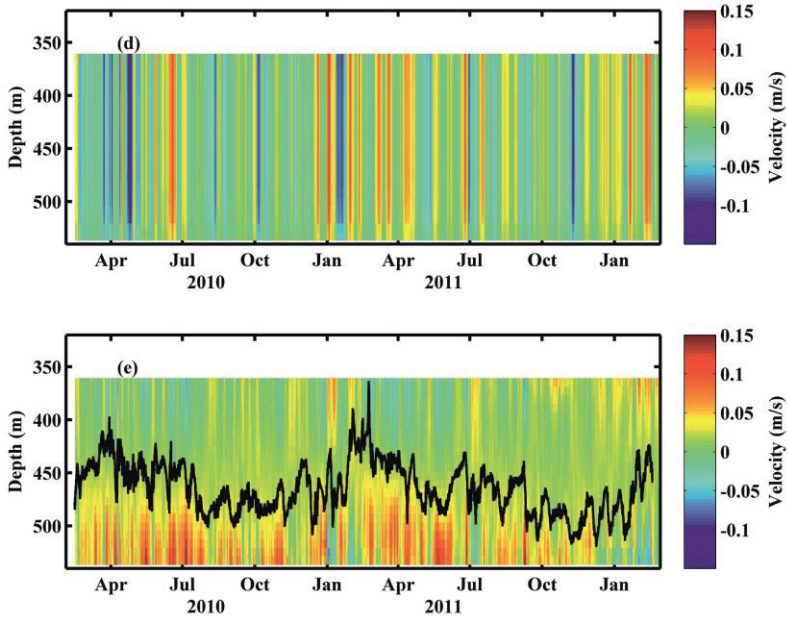 (d)
Depth (m)
350
400
450
500
Apr Jul Oct Jan Apr Jul Oct Jan
2010 2011
0.15
0.1
0.05
0
-0.05
-0.1
Velocity (m/s)
(e)
Depth (m)
350
400
450
500
Apr Jul Oct Jan Apr Jul Oct Jan
2010 2011
0.15
0.1
0.05
0
-0.05
-0.1
Velocity (m/s)